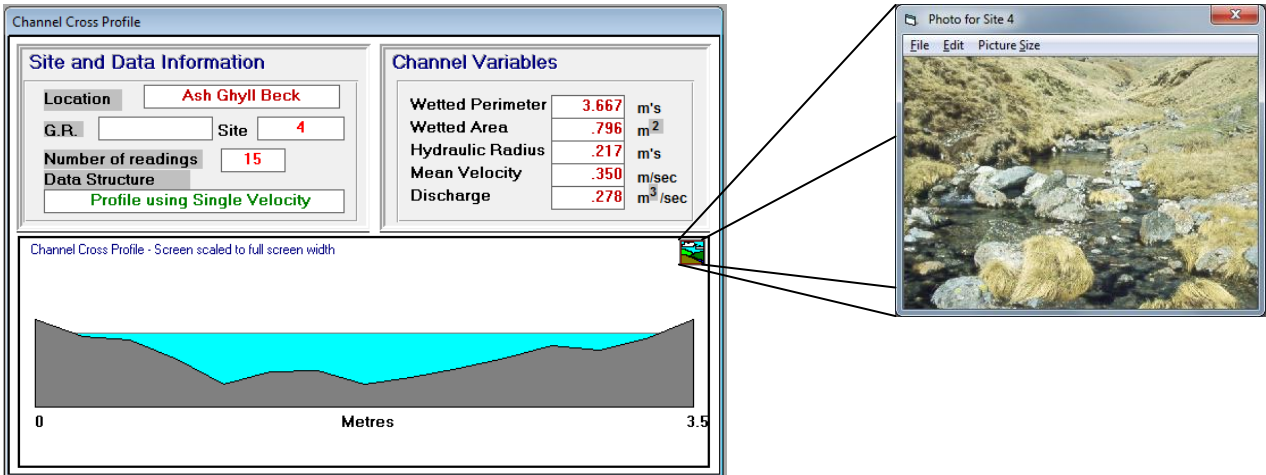 Channel Cross Profile
Site and Data Information
Location Ash Ghyll Beck
G.R. Site 4
Number of readings 15
Data Structure
Profile using Single Velocity
Channel Variables
Wetted Perimeter 3.667 m's
Wetted Area .796 m2
Hydraulic Radius .217 m's
Mean Velocity .350 m/sec
Discharge .278 m3/sec
Channel Cross Profile - Screen scaled to full screen width
0 Metres 3.5
Photo for Site 4
File Edit Picture Size